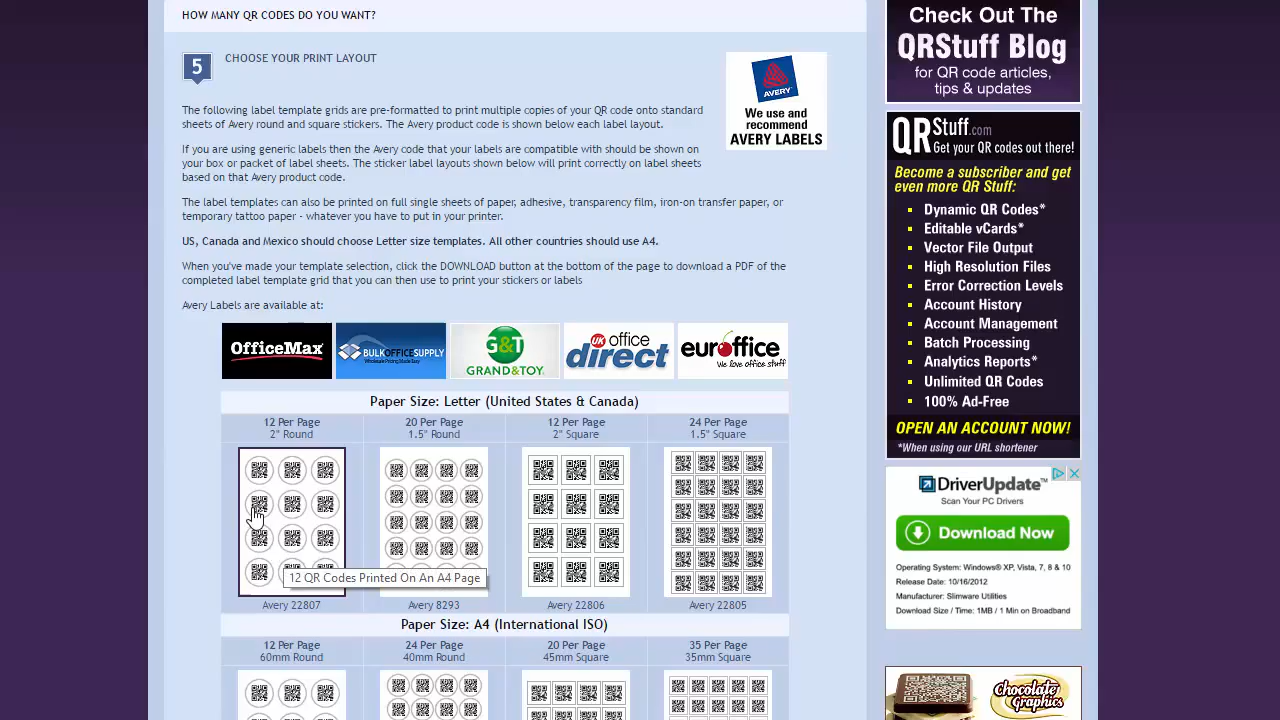 HOW MANY QR CODES DO YOU WANT?
5
CHOOSE YOUR PRINT LAYOUT
AVERY
We use and
recommend
AVERY LABELS
The following label template grids are pre-formatted to print multiple copies of your QR code onto standard
sheets of Avery round and square stickers. The Avery product code is shown below each label layout.
If you are using generic labels then the Avery code that your labels are compatible with should be shown on
your box or packet of label sheets. The sticker label layouts shown below will print correctly on label sheets
based on that Avery product code.
The label templates can also be printed on full single sheets of paper, adhesive, transparency film, iron-on transfer paper, or
temporary tattoo paper - whatever you have to put in your printer.
US, Canada and Mexico should choose Letter size templates. All other countries should use A4.
When you've made your template selection, click the DOWNLOAD button at the bottom of the page to download a PDF of the
completed label template grid that you can then use to print your stickers or labels
Avery Labels are available at:
OfficeMax
BULKOFFICESUPPLY
Wholesale Pricing Made Easy
G&T
GRAND&TOY
UK office
direct
euroffice
We love office stuff
Paper Size: Letter (United States & Canada)
12 Per Page
2" Round
20 Per Page
1.5" Round
12 Per Page
2" Square
24 Per Page
1.5" Square
12 QR Codes Printed On An A4 Page
Avery 22807
Avery 8293
Avery 22806
Avery 22805
Paper Size: A4 (International ISO)
12 Per Page
60mm Round
24 Per Page
40mm Round
20 Per Page
45mm Square
35 Per Page
35mm Square
Check Out The
QRStuff Blog
for QR code articles,
tips & updates
QRStuff.com
Get your QR codes out there!
Become a subscriber and get
even more QR Stuff:
Dynamic QR Codes*
Editable vCards*
Vector File Output
High Resolution Files
Error Correction Levels
Account History
Account Management
Batch Processing
Analytics Reports*
Unlimited QR Codes
100% Ad-Free
OPEN AN ACCOUNT NOW!
*When using our URL shortener
DriverUpdate™
Scan Your PC Drivers
Download Now
Operating System: Windows® XP, Vista, 7, 8 & 10
Release Date: 10/16/2012
Manufacturer: Slimware Utilities
Download Size / Time: 1MB / 1 Min on Broadband
Chocolate
Graphics